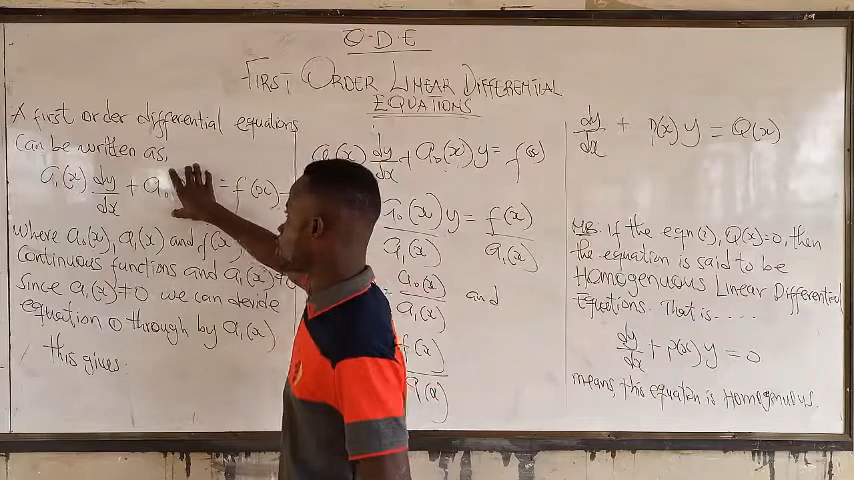 O.D.E
FIRST ORDER LINEAR DIFFERENTIAL
EQUATIONS
A first order differential equations
can be written as,
a₁(x) dy/dx + a₀ = f(x) =
where a₀(x), a₁(x) and f(x)
continuous functions and a₁(x) ≠ 0
since a₁(x) ≠ 0 we can devide
equation ① through by a₁(x)
this gives.
a₁(x) dy/dx + a₀(x) y = f(x)
a₀(x) y / a₁(x) = f(x) / a₁(x)
= a₀(x) / a₁(x) and
f(x) / a₁(x)
dy/dx + p(x) y = Q(x)
NB: If the eqn (i), Q(x)=0, then
the equation is said to be
Homogenuous Linear Differential
Equations. That is . . . . .
dy/dx + p(x) y = 0
means this equation is Homogenuous.